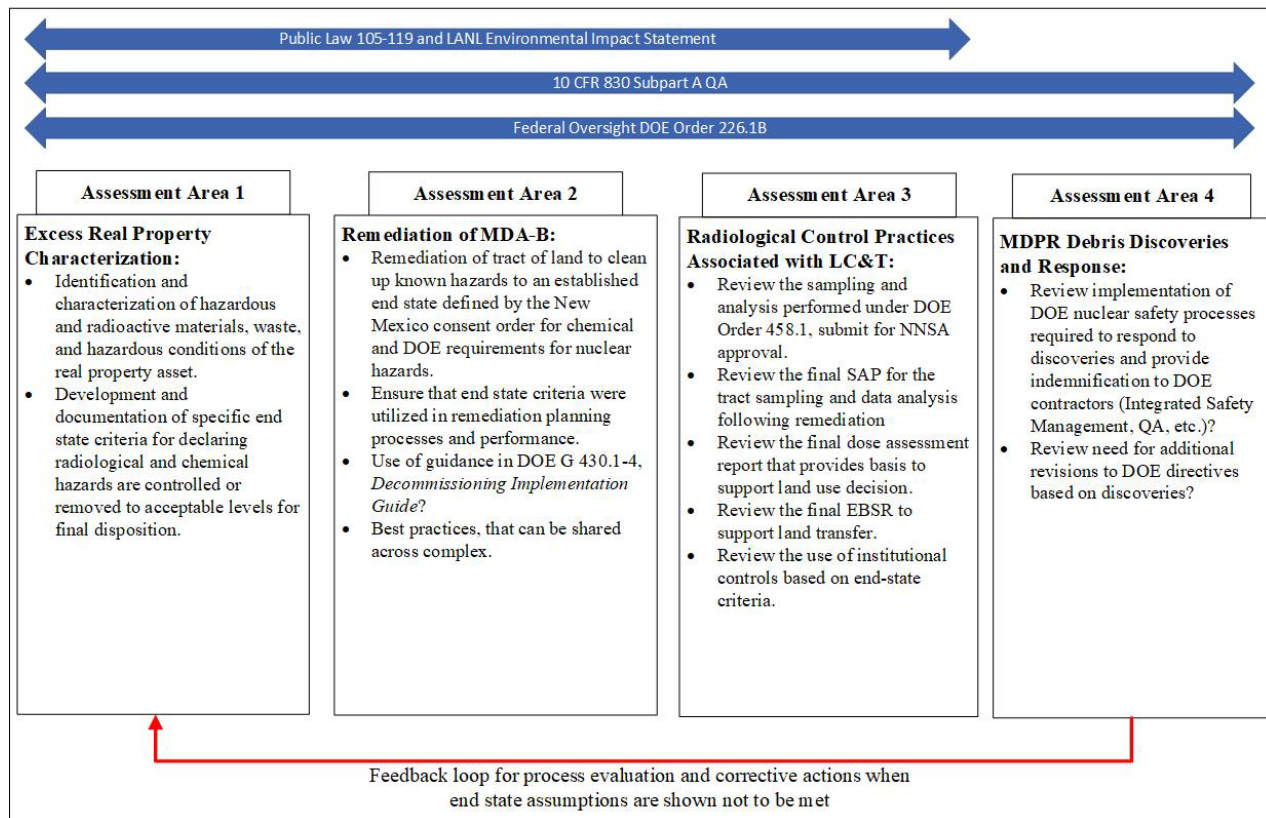 Public Law 105-119 and LANL Environmental Impact Statement
10 CFR 830 Subpart A QA
Federal Oversight DOE Order 226.1B
Assessment Area 1
Excess Real Property
Characterization:
• Identification and
characterization of hazardous
and radioactive materials, waste,
and hazardous conditions of the
real property asset.
• Development and
documentation of specific end
state criteria for declaring
radiological and chemical
hazards are controlled or
removed to acceptable levels for
final disposition.
Assessment Area 2
Remediation of MDA-B:
• Remediation of tract of land to clean
up known hazards to an established
end state defined by the New
Mexico consent order for chemical
and DOE requirements for nuclear
hazards.
• Ensure that end state criteria were
utilized in remediation planning
processes and performance.
• Use of guidance in DOE G 430.1-4,
Decommissioning Implementation
Guide?
• Best practices, that can be shared
across complex.
Assessment Area 3
Radiological Control Practices
Associated with LC&T:
• Review the sampling and
analysis performed under DOE
Order 458.1, submit for NNSA
approval.
• Review the final SAP for the
tract sampling and data analysis
following remediation
• Review the final dose assessment
report that provides basis to
support land use decision.
• Review the final EBSR to
support land transfer.
• Review the use of institutional
controls based on end-state
criteria.
Assessment Area 4
MDPR Debris Discoveries
and Response:
• Review implementation of
DOE nuclear safety processes
required to respond to
discoveries and provide
indemnification to DOE
contractors (Integrated Safety
Management, QA, etc.)?
• Review need for additional
revisions to DOE directives
based on discoveries?
Feedback loop for process evaluation and corrective actions when
end state assumptions are shown not to be met